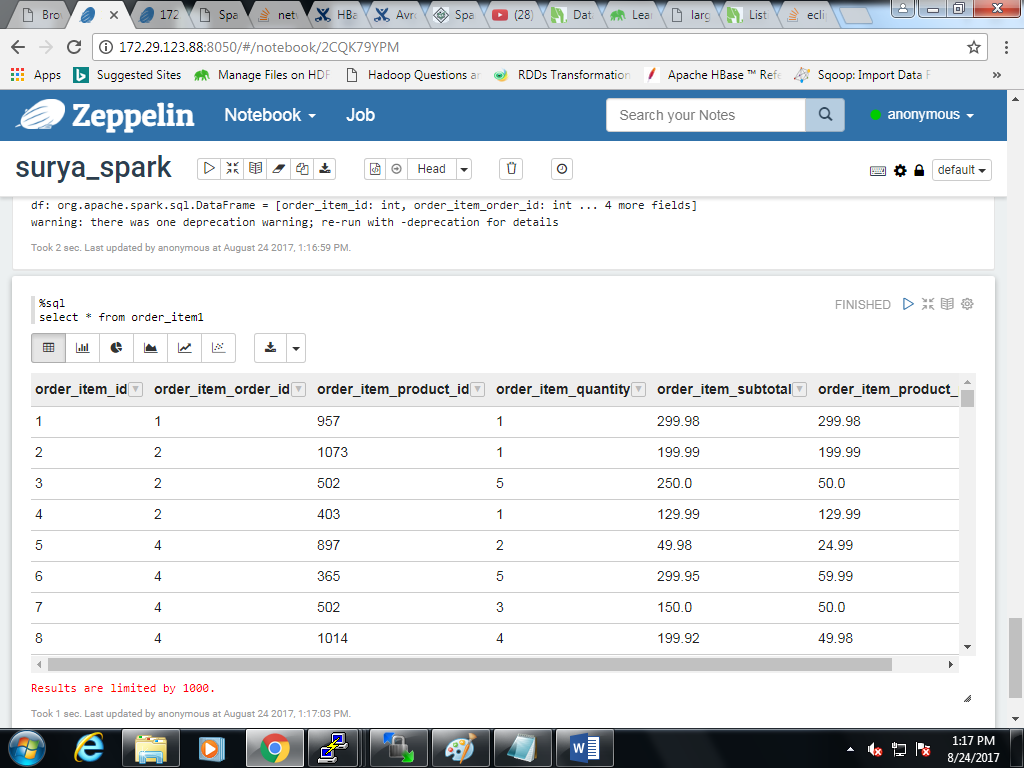 Bro
172
Spa
net
HBa
Avr
Spa
(28)
Dat
Lea
larg
List
ecli
172.29.123.88:8050/#/notebook/2CQK79YPM
Apps
Suggested Sites
Manage Files on HDF
Hadoop Questions an
RDDs Transformation
Apache HBase ™ Refe
Sqoop: Import Data F
»
Zeppelin
Notebook
Job
Search your Notes
anonymous
surya_spark
Head
default
df: org.apache.spark.sql.DataFrame = [order_item_id: int, order_item_order_id: int ... 4 more fields]
warning: there was one deprecation warning; re-run with -deprecation for details
Took 2 sec. Last updated by anonymous at August 24 2017, 1:16:59 PM.
%sql
select * from order_item1
FINISHED
order_item_id order_item_order_id order_item_product_id order_item_quantity order_item_subtotal order_item_product_
1 1 957 1 299.98 299.98
2 2 1073 1 199.99 199.99
3 2 502 5 250.0 50.0
4 2 403 1 129.99 129.99
5 4 897 2 49.98 24.99
6 4 365 5 299.95 59.99
7 4 502 3 150.0 50.0
8 4 1014 4 199.92 49.98
Results are limited by 1000.
Took 1 sec. Last updated by anonymous at August 24 2017, 1:17:03 PM.
1:17 PM
8/24/2017